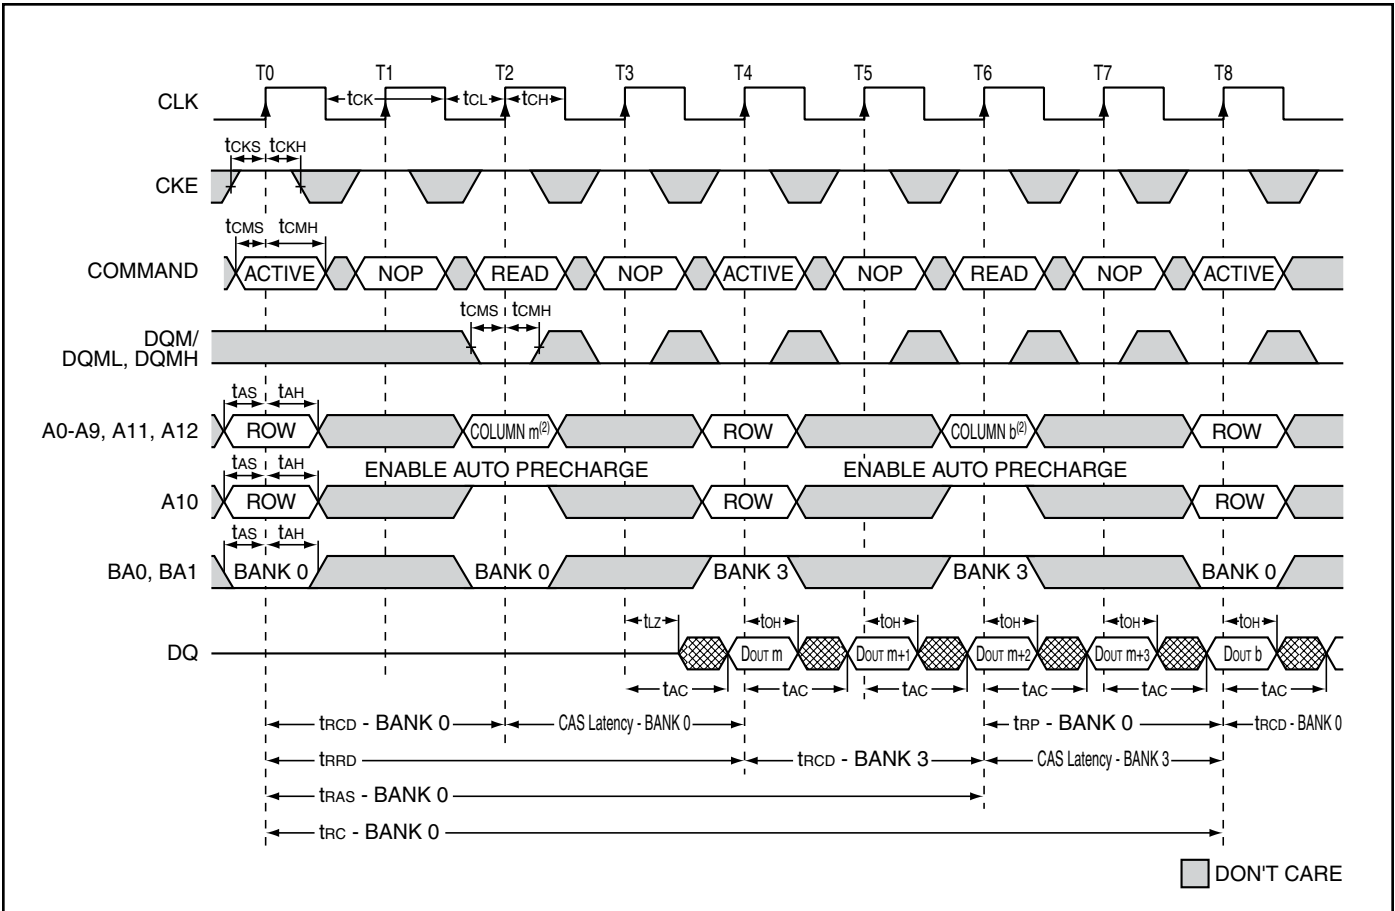 T0 T1 T2 T3 T4 T5 T6 T7 T8
CLK tCK tCL tCH
tCKS tCKH
CKE
tCMS tCMH
COMMAND ACTIVE NOP READ NOP ACTIVE NOP READ NOP ACTIVE
tCMS tCMH
DQM/
DQML, DQMH
tAS tAH
A0-A9, A11, A12 ROW COLUMN m(2) ROW COLUMN b(2) ROW
tAS tAH ENABLE AUTO PRECHARGE ENABLE AUTO PRECHARGE
A10 ROW ROW ROW
tAS tAH
BA0, BA1 BANK 0 BANK 0 BANK 3 BANK 3 BANK 0
tLZ tOH tOH tOH tOH tOH
DQ DOUT m DOUT m+1 DOUT m+2 DOUT m+3 DOUT b
tAC tAC tAC tAC tAC tAC
tRCD - BANK 0 CAS Latency - BANK 0 tRP - BANK 0 tRCD - BANK 0
tRRD tRCD - BANK 3 CAS Latency - BANK 3
tRAS - BANK 0
tRC - BANK 0
DON'T CARE